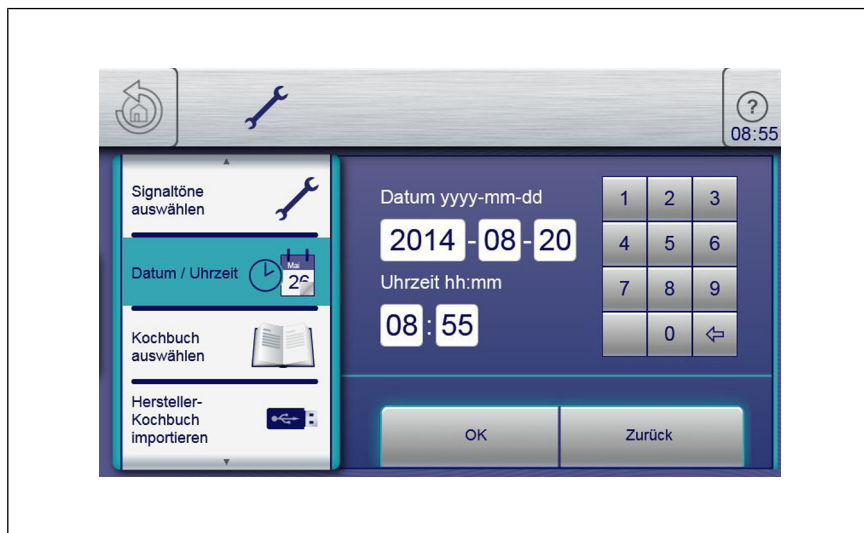 ?
08:55
Signaltöne
auswählen
Datum / Uhrzeit
Mai
26
Kochbuch
auswählen
Hersteller-
Kochbuch
importieren
Datum yyyy-mm-dd
2014-08-20
Uhrzeit hh:mm
08:55
1 2 3
4 5 6
7 8 9
0
OK
Zurück